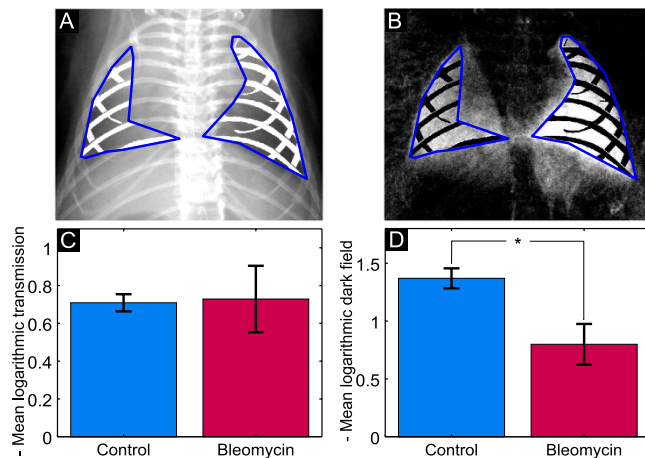 A
B
C
- Mean logarithmic transmission
1
0.8
0.6
0.4
0.2
0
Control
Bleomycin
D
- Mean logarithmic dark field
1.5
1
0.5
0
*
Control
Bleomycin